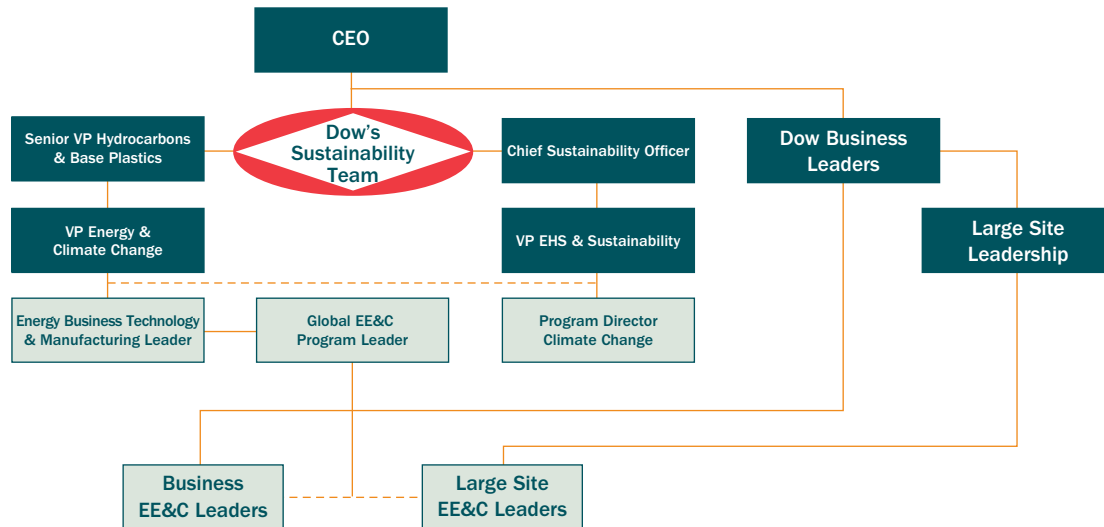 CEO
Senior VP Hydrocarbons
& Base Plastics
Dow's
Sustainability
Team
Chief Sustainability Officer
Dow Business
Leaders
VP Energy &
Climate Change
VP EHS & Sustainability
Large Site
Leadership
Energy Business Technology
& Manufacturing Leader
Global EE&C
Program Leader
Program Director
Climate Change
Business
EE&C Leaders
Large Site
EE&C Leaders